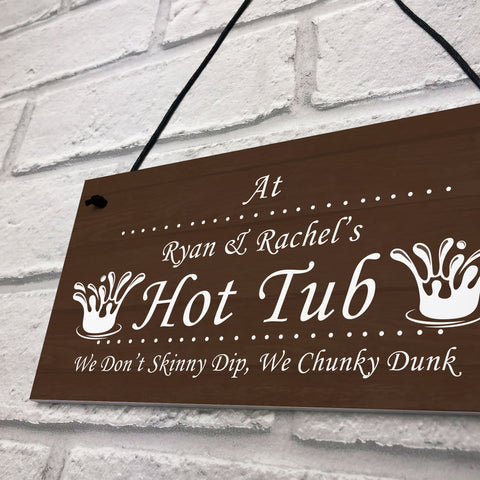 At
Ryan & Rachel's
Hot Tub
We Don't Skinny Dip, We Chunky Dunk